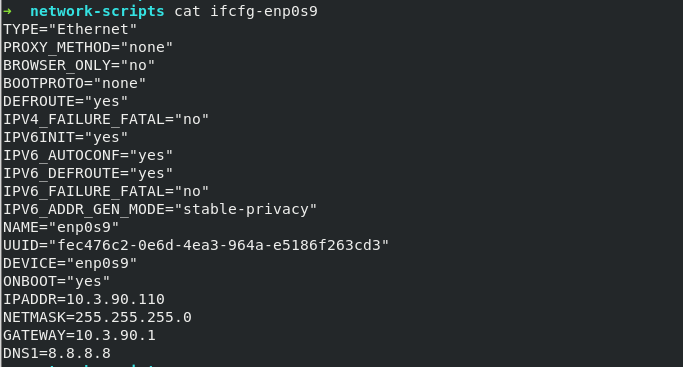 → network-scripts cat ifcfg-enp0s9
TYPE="Ethernet"
PROXY_METHOD="none"
BROWSER_ONLY="no"
BOOTPROTO="none"
DEFROUTE="yes"
IPV4_FAILURE_FATAL="no"
IPV6INIT="yes"
IPV6_AUTOCONF="yes"
IPV6_DEFROUTE="yes"
IPV6_FAILURE_FATAL="no"
IPV6_ADDR_GEN_MODE="stable-privacy"
NAME="enp0s9"
UUID="fec476c2-0e6d-4ea3-964a-e5186f263cd3"
DEVICE="enp0s9"
ONBOOT="yes"
IPADDR=10.3.90.110
NETMASK=255.255.255.0
GATEWAY=10.3.90.1
DNS1=8.8.8.8